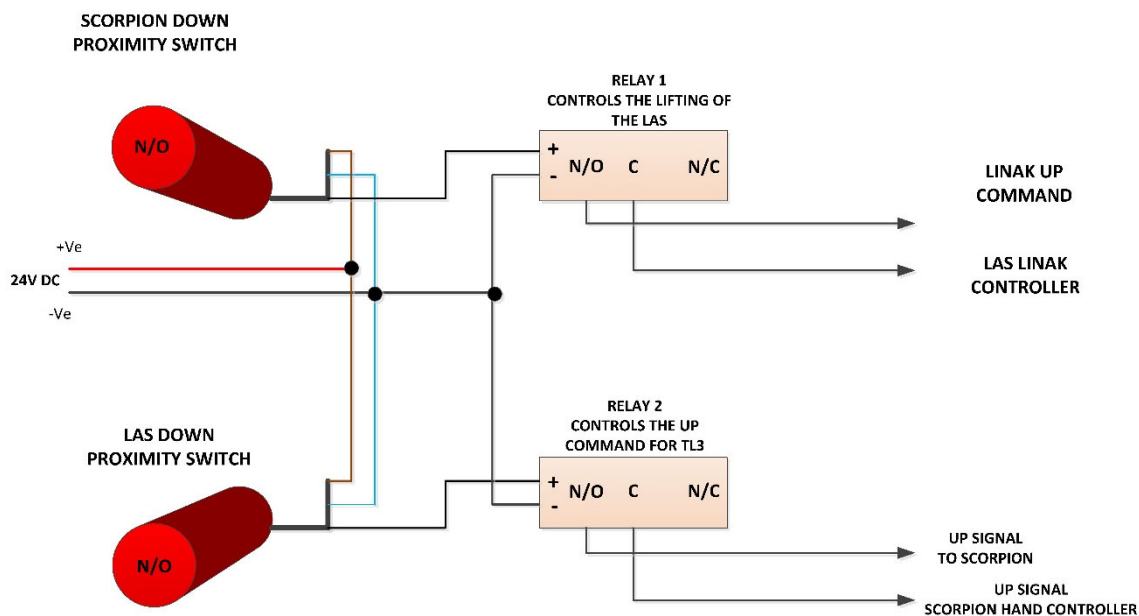 SCORPION DOWN
PROXIMITY SWITCH
N/O
RELAY 1
CONTROLS THE LIFTING OF
THE LAS
+
-
N/O C N/C
LINAK UP
COMMAND
LAS LINAK
CONTROLLER
+Ve
24V DC
-Ve
LAS DOWN
PROXIMITY SWITCH
N/O
RELAY 2
CONTROLS THE UP
COMMAND FOR TL3
+
-
N/O C N/C
UP SIGNAL
TO SCORPION
UP SIGNAL
SCORPION HAND CONTROLLER